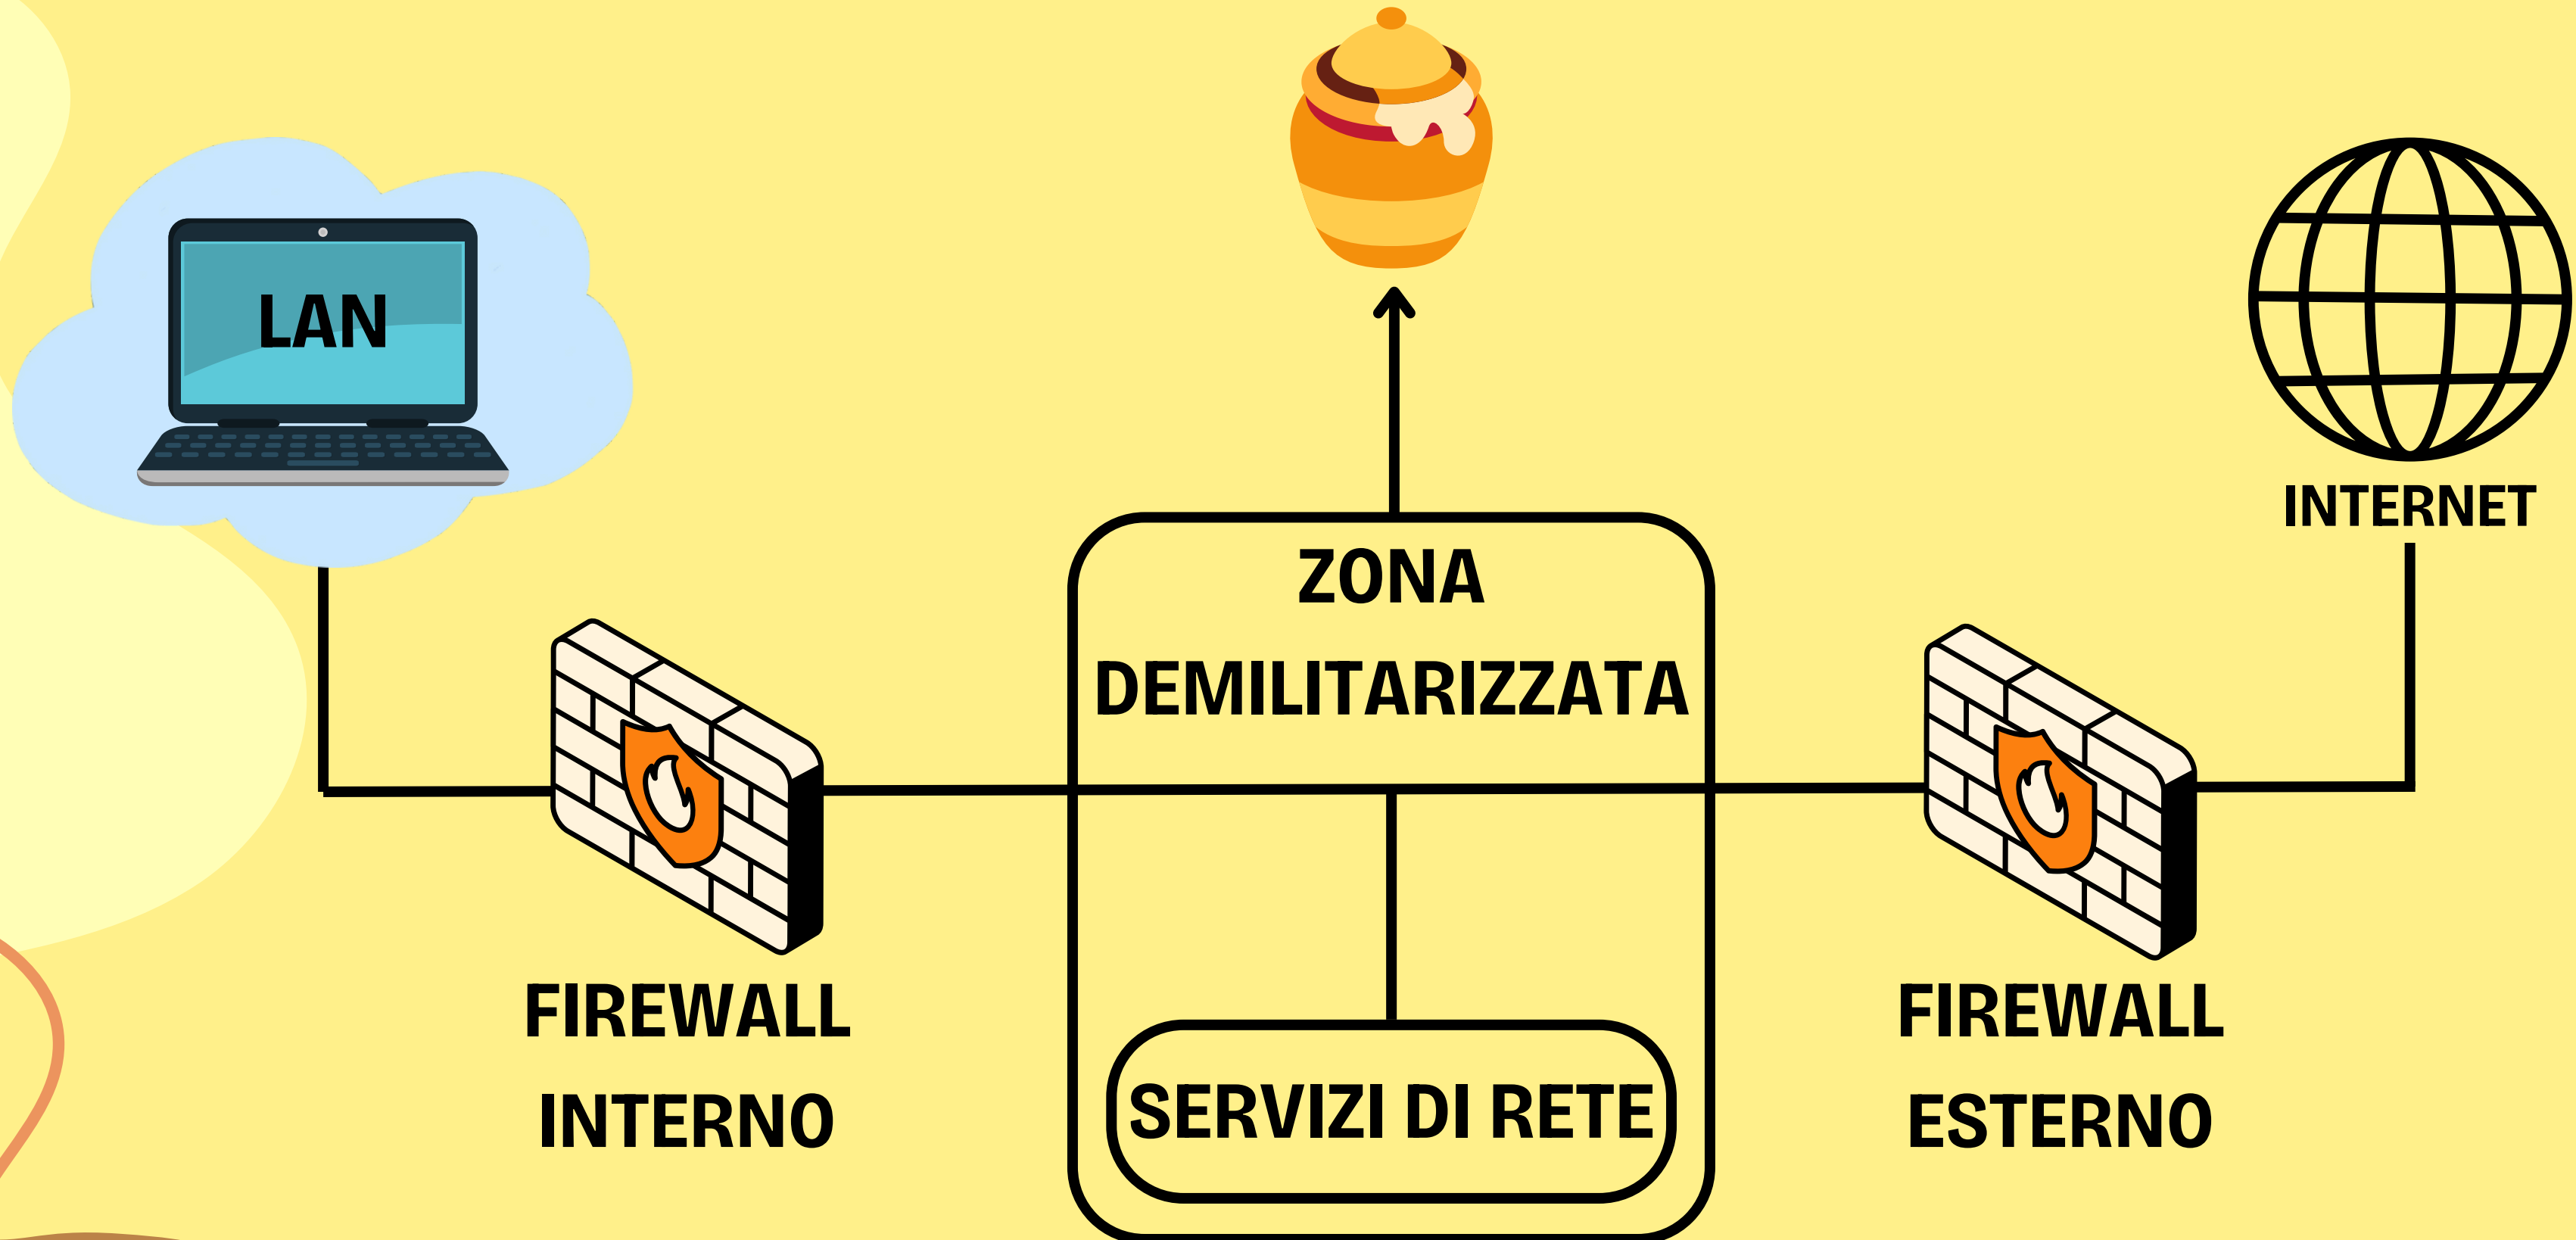 LAN
INTERNET
ZONA
DEMILITARIZZATA
FIREWALL
INTERNO
SERVIZI DI RETE
FIREWALL
ESTERNO